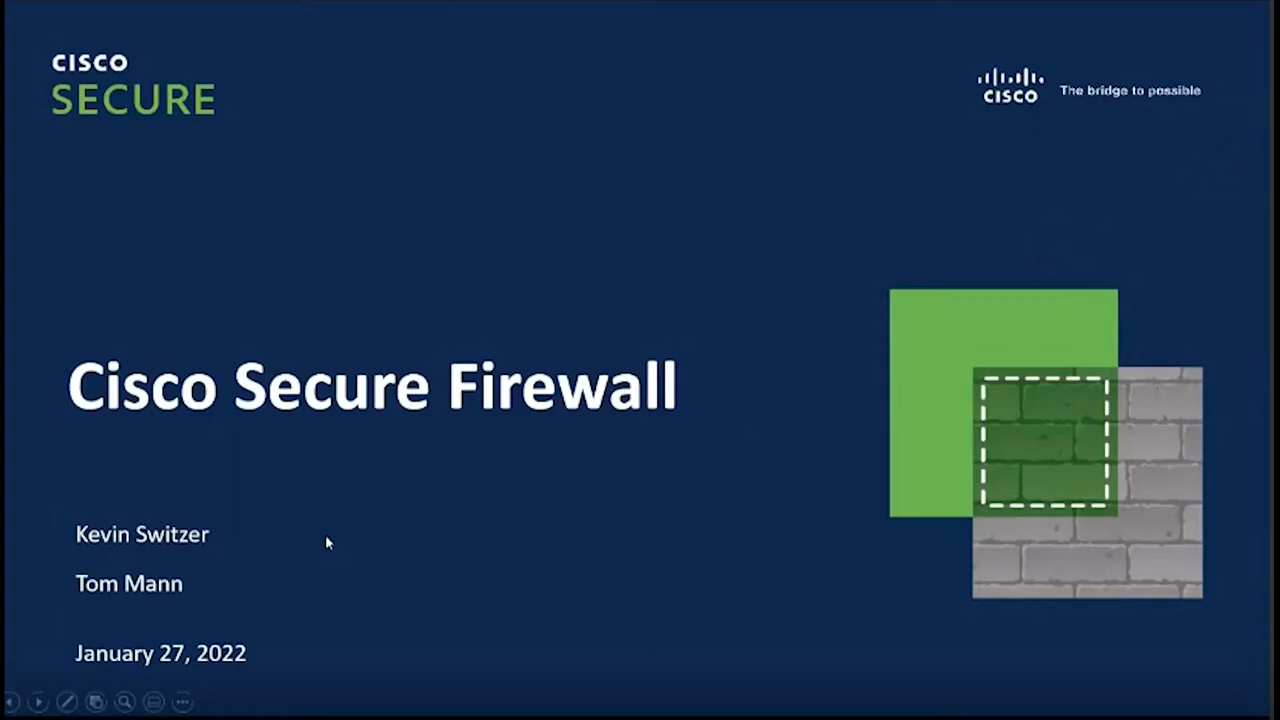 CISCO
SECURE
CISCO
The bridge to possible
Cisco Secure Firewall
Kevin Switzer
Tom Mann
January 27, 2022